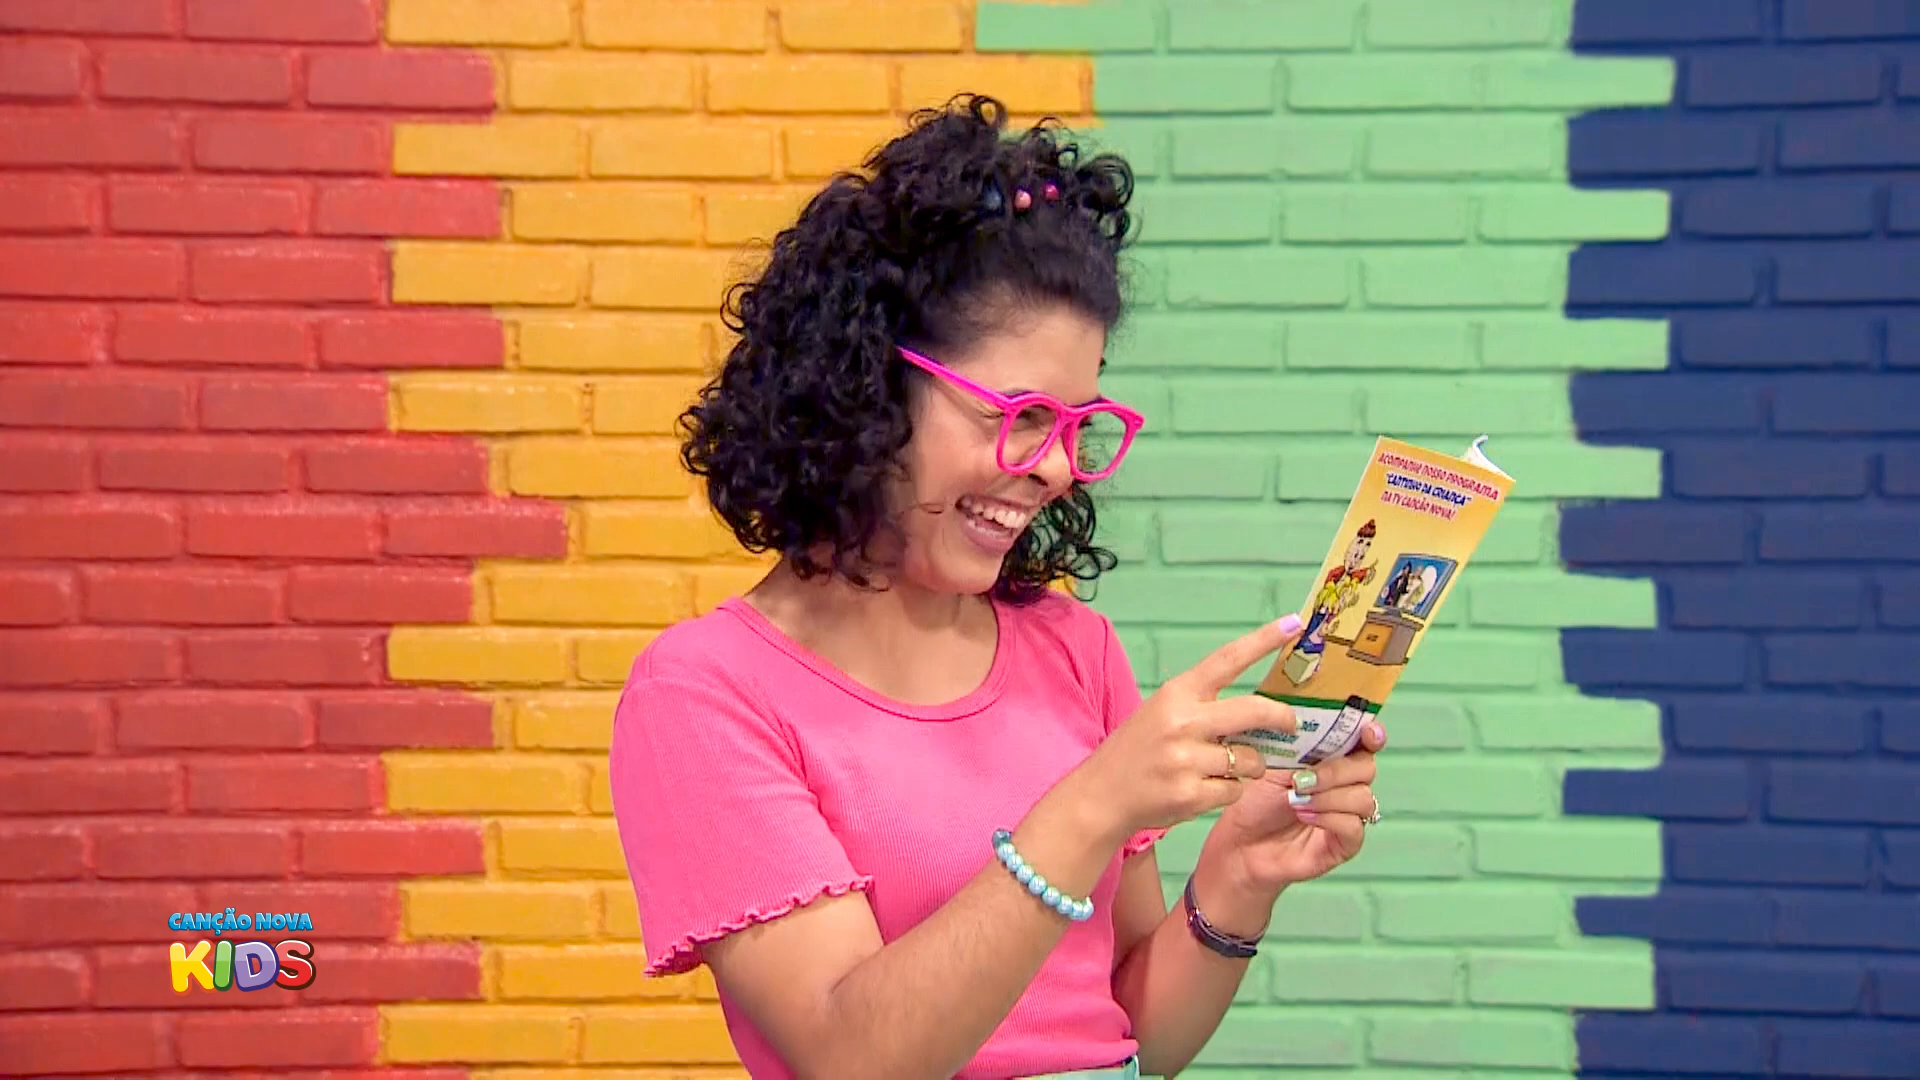 ACOMPANHE NOSSO PROGRAMA
"CANTINHO DA CRIANÇA"
NA TV CANÇÃO NOVA!
CANÇÃO NOVA
KIDS